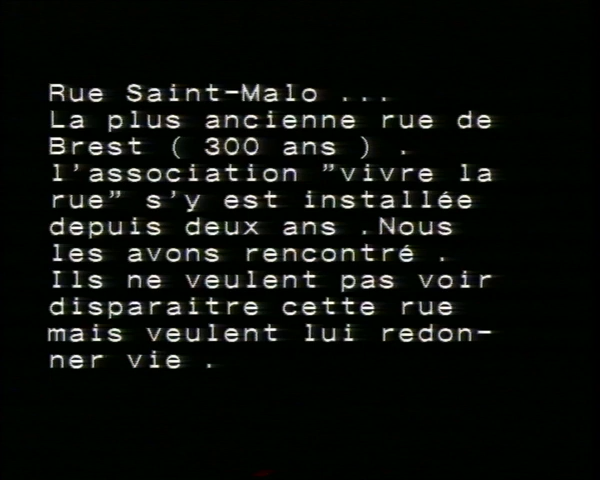 Rue Saint-Malo ...
La plus ancienne rue de
Brest ( 300 ans ) .
l'association "vivre la
rue" s'y est installée
depuis deux ans .Nous
les avons rencontré .
Ils ne veulent pas voir
disparaitre cette rue
mais veulent lui redon-
ner vie .